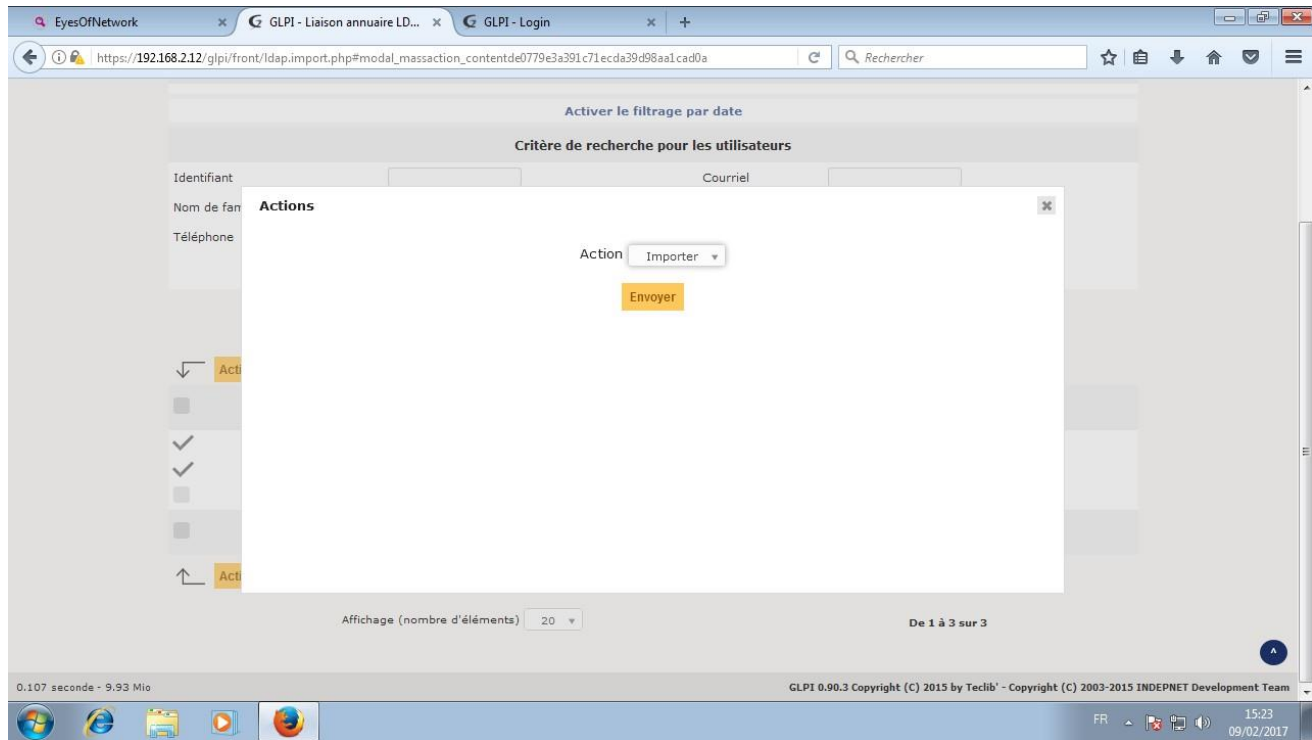 EyesOfNetwork
GLPI - Liaison annuaire LD...
GLPI - Login
https://192.168.2.12/glpi/front/ldap.import.php#modal_massaction_contentde0779e3a391c71ecda39d98aa1cad0a
Rechercher
Activer le filtrage par date
Critère de recherche pour les utilisateurs
Identifiant
Courriel
Nom de fam
Actions
Téléphone
Action Importer
Envoyer
Acti
Acti
Affichage (nombre d'éléments) 20
De 1 à 3 sur 3
0.107 seconde - 9.93 Mio
GLPI 0.90.3 Copyright (C) 2015 by Teclib' - Copyright (C) 2003-2015 INDEPNET Development Team
FR
15:23
09/02/2017